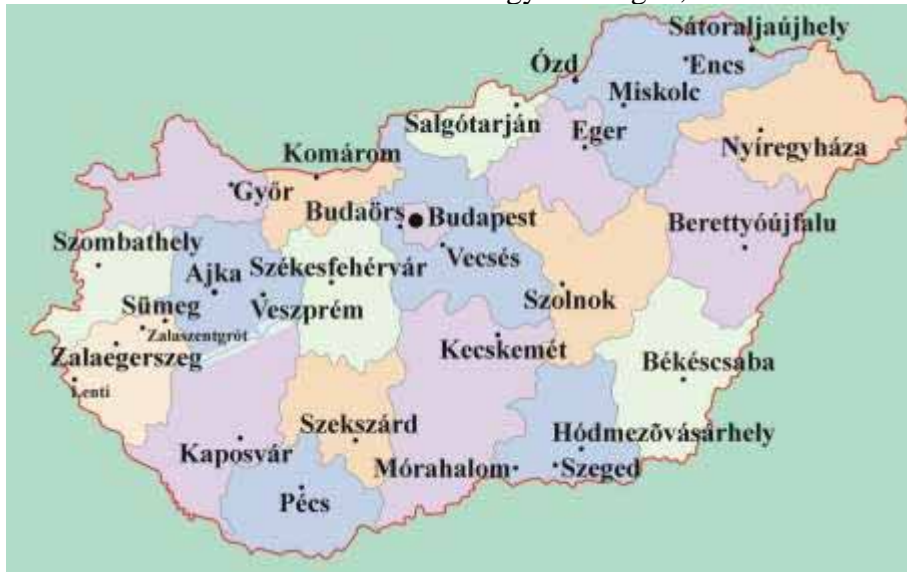 Sátoraljaújhely
Ózd
Encs
Miskolc
Salgótarján
Eger
Nyíregyháza
Komárom
Győr
Budaörs
Budapest
Berettyóújfalu
Szombathely
Vecsés
Ajka
Székesfehérvár
Sümeg
Veszprém
Szolnok
Zalaszentgrót
Zalaegerszeg
Kecskemét
Békéscsaba
Lenti
Szekszárd
Hódmezõvásárhely
Kaposvár
Mórahalom
Szeged
Pécs